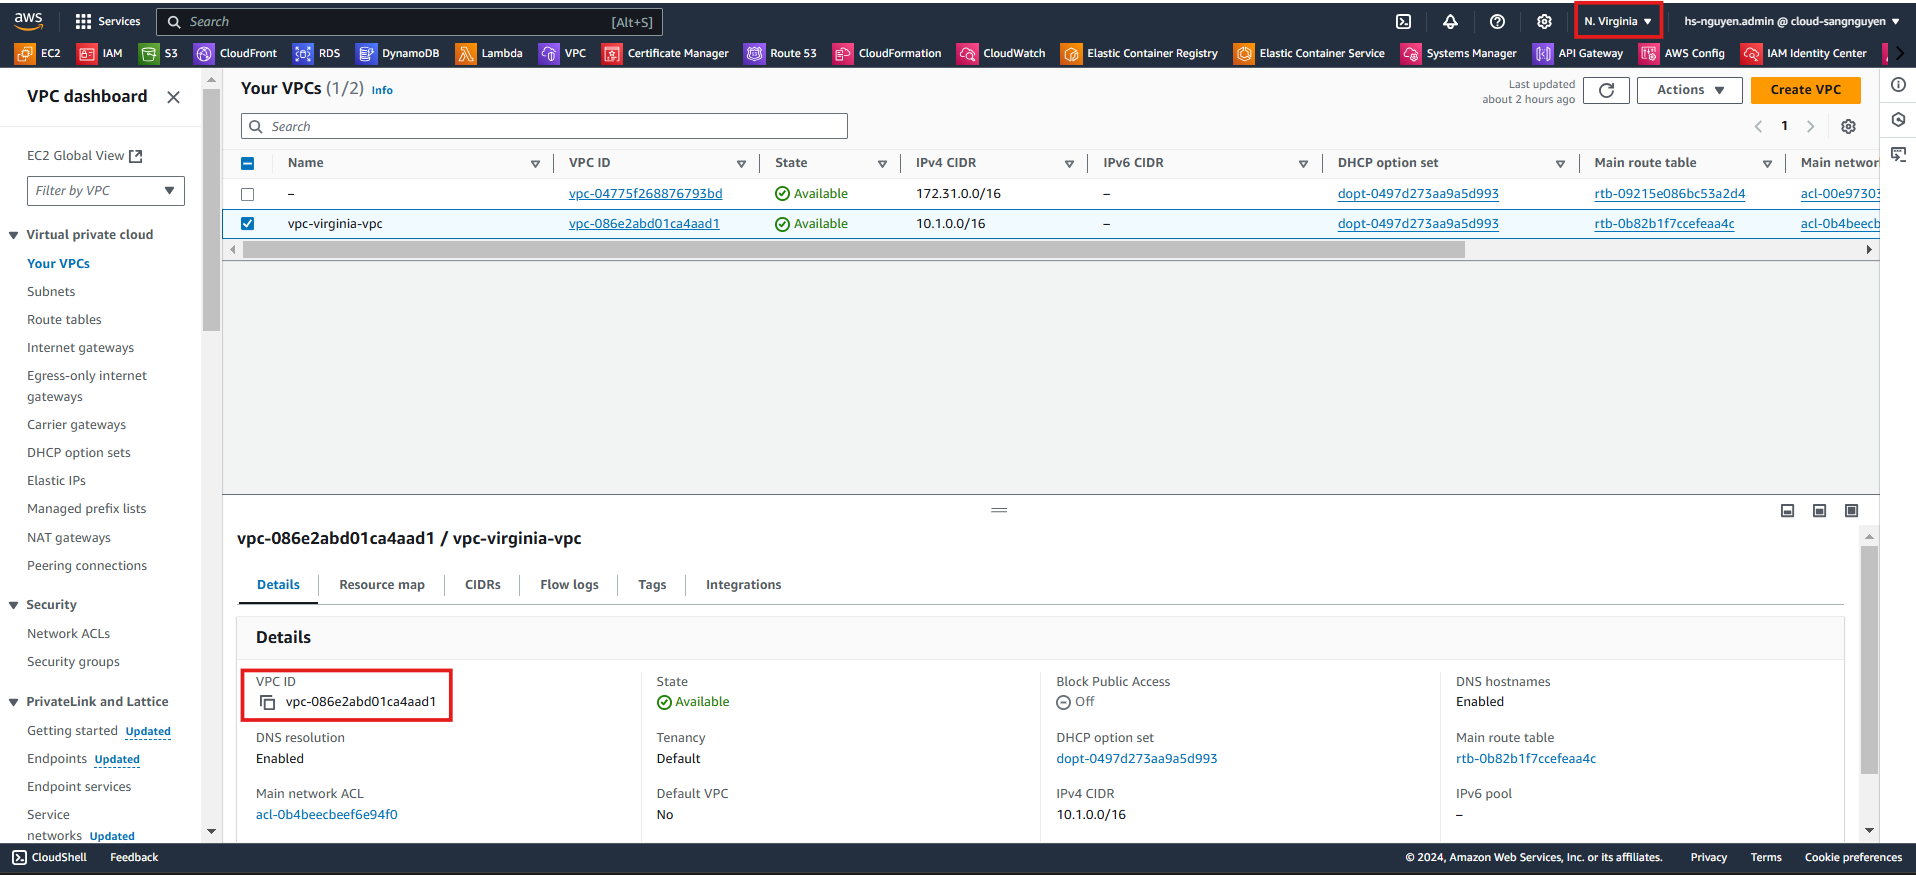 aws Services Search [Alt+S] N. Virginia hs-nguyen.admin @ cloud-sangnguyen
EC2 IAM S3 CloudFront RDS DynamoDB Lambda VPC Certificate Manager Route 53 CloudFormation CloudWatch Elastic Container Registry Elastic Container Service Systems Manager API Gateway AWS Config IAM Identity Center
VPC dashboard
EC2 Global View
Filter by VPC
Virtual private cloud
Your VPCs
Subnets
Route tables
Internet gateways
Egress-only internet
gateways
Carrier gateways
DHCP option sets
Elastic IPs
Managed prefix lists
NAT gateways
Peering connections
Security
Network ACLs
Security groups
PrivateLink and Lattice
Getting started Updated
Endpoints Updated
Endpoint services
Service
networks Updated
Your VPCs (1/2) Info
Last updated
about 2 hours ago
Actions
Create VPC
Search
1
Name VPC ID State IPv4 CIDR IPv6 CIDR DHCP option set Main route table Main networ
– vpc-04775f268876793bd Available 172.31.0.0/16 – dopt-0497d273aa9a5d993 rtb-09215e086bc53a2d4 acl-00e97303
vpc-virginia-vpc vpc-086e2abd01ca4aad1 Available 10.1.0.0/16 – dopt-0497d273aa9a5d993 rtb-0b82b1f7ccefeaa4c acl-0b4beecb
vpc-086e2abd01ca4aad1 / vpc-virginia-vpc
Details Resource map CIDRs Flow logs Tags Integrations
Details
VPC ID
vpc-086e2abd01ca4aad1
State
Available
Block Public Access
Off
DNS hostnames
Enabled
DNS resolution
Enabled
Tenancy
Default
DHCP option set
dopt-0497d273aa9a5d993
Main route table
rtb-0b82b1f7ccefeaa4c
Main network ACL
acl-0b4beecbeef6e94f0
Default VPC
No
IPv4 CIDR
10.1.0.0/16
IPv6 pool
–
CloudShell Feedback © 2024, Amazon Web Services, Inc. or its affiliates. Privacy Terms Cookie preferences